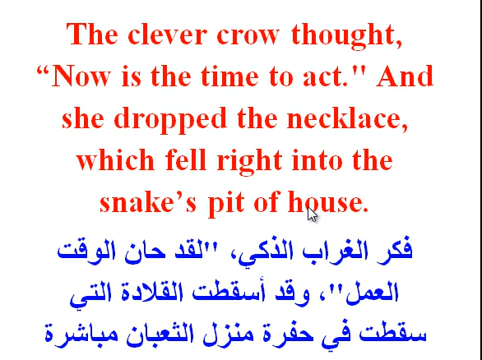 The clever crow thought,
“Now is the time to act." And
she dropped the necklace,
which fell right into the
snake’s pit of house.
فكر الغراب الذكي، "لقد حان الوقت
العمل"، وقد أسقطت القلادة التي
سقطت في حفرة منزل الثعبان مباشرة